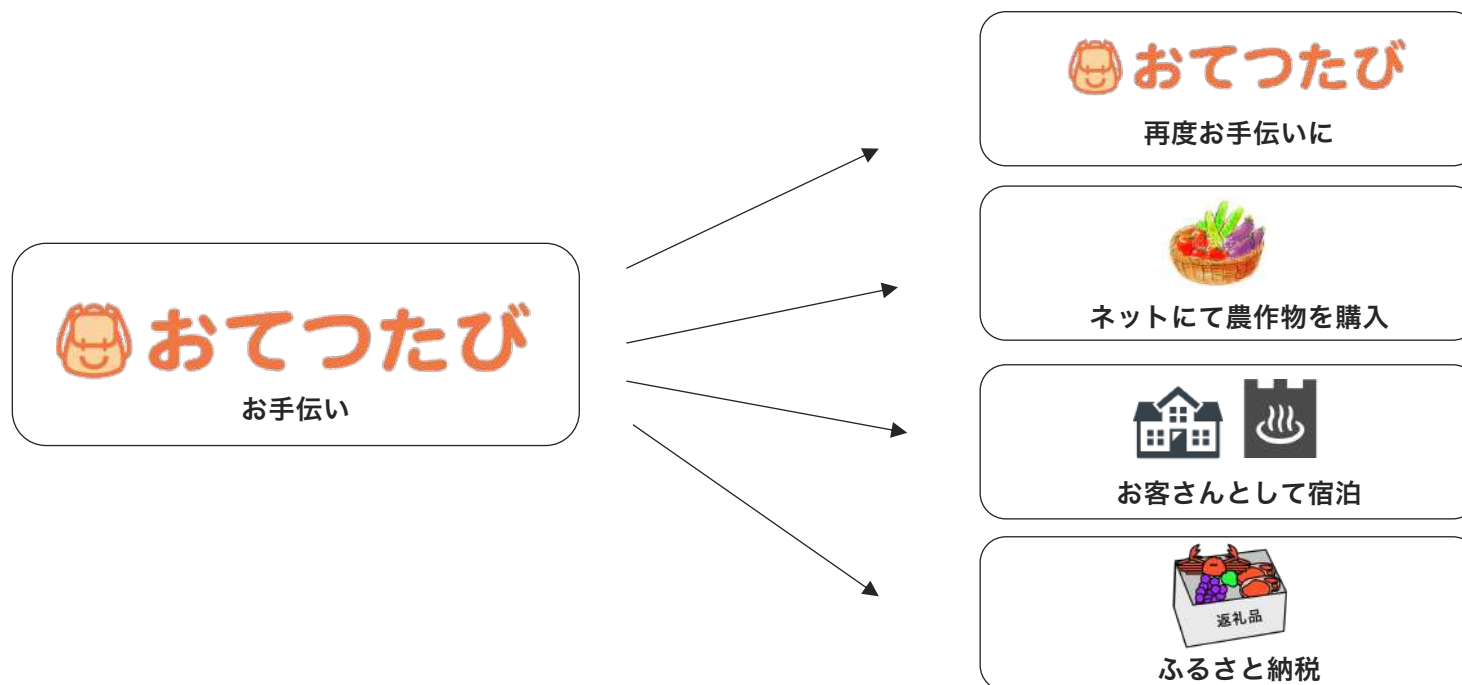 おてつたび
お手伝い
おてつたび
再度お手伝いに
ネットにて農作物を購入
お客さんとして宿泊
返礼品
ふるさと納税